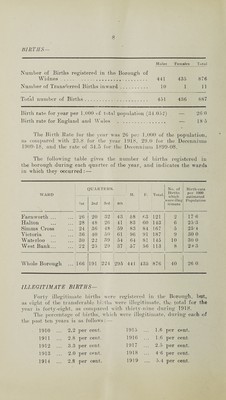 8
BIRTHS—
Males Females Total
Number of Births registered in the Borough of
Widnes 441 435 876
Number of Transferred Births inward 10 1 11
Total number of Births 451 436 887
Birth rate for year per 1,000 of total population — 26.0
Birth rate for England and Wales — 18.5
The Birth Rate for the year was 26 per 1,000 of the population,
as compared with 25.0 for the year 1918, 29.0 for the Decennium
1909-18, and the rate of 34.3 for the Decennium
The following table gives the number of births registered in
the borough during each quarter of the year, and indicates the wards
in which they occurred:—
WARD QUARTERS. M. F. Total No. of Births which were illegitimate Birth rate per 1000 estimated Population
1st 2nd 3rd 4th
Farnworth 26 20 32 43 58 63 121 2 17.6
Halton 28 46 30 41 83 60 6
Simms Cross 24 36 48 59 83 84 167 5 25.4
Victoria 36 40 50 61 96 91 187 9 36.0
Waterloo 30 22 39 54 64 81 145 10 30.0
West Bank 22 25 29 37 57 56 113 8 24.5
Whole Borough 166 191 224 295 441 435 876 40 26.0
ILLEGITIMATE BIRTHS—
Forty illegitimate births were registered in the Borough, but,
as eight of the transferable 11 the were illegitimate, the total for the
year is forty-eight, as compared with thirty-nine during 1918.
The percentage of births, which were illegitimate, during each of
the past ten years is as follows:—
1910 ... 2.3 per cent. 1915 ... 1.8 per cent.
1911 ... 2.8 per cent. 1916 ... 1.6 per cent.
1912 ... 3.3 per cent. 1917 ... 2.5 per cent.
1913 ... 2.6 per cent. 1918 ... 4.6 per cent.
1914 ... 2.8 per cent. 1919 ... 5.4 per cent.